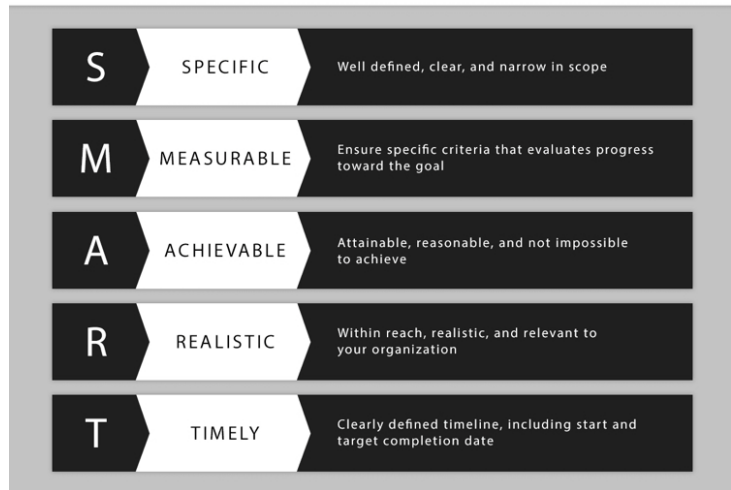 S
SPECIFIC
Well defined, clear, and narrow in scope
M
MEASURABLE
Ensure specific criteria that evaluates progress
toward the goal
A
ACHIEVABLE
Attainable, reasonable, and not impossible
to achieve
R
REALISTIC
Within reach, realistic, and relevant to
your organization
T
TIMELY
Clearly defined timeline, including start and
target completion date